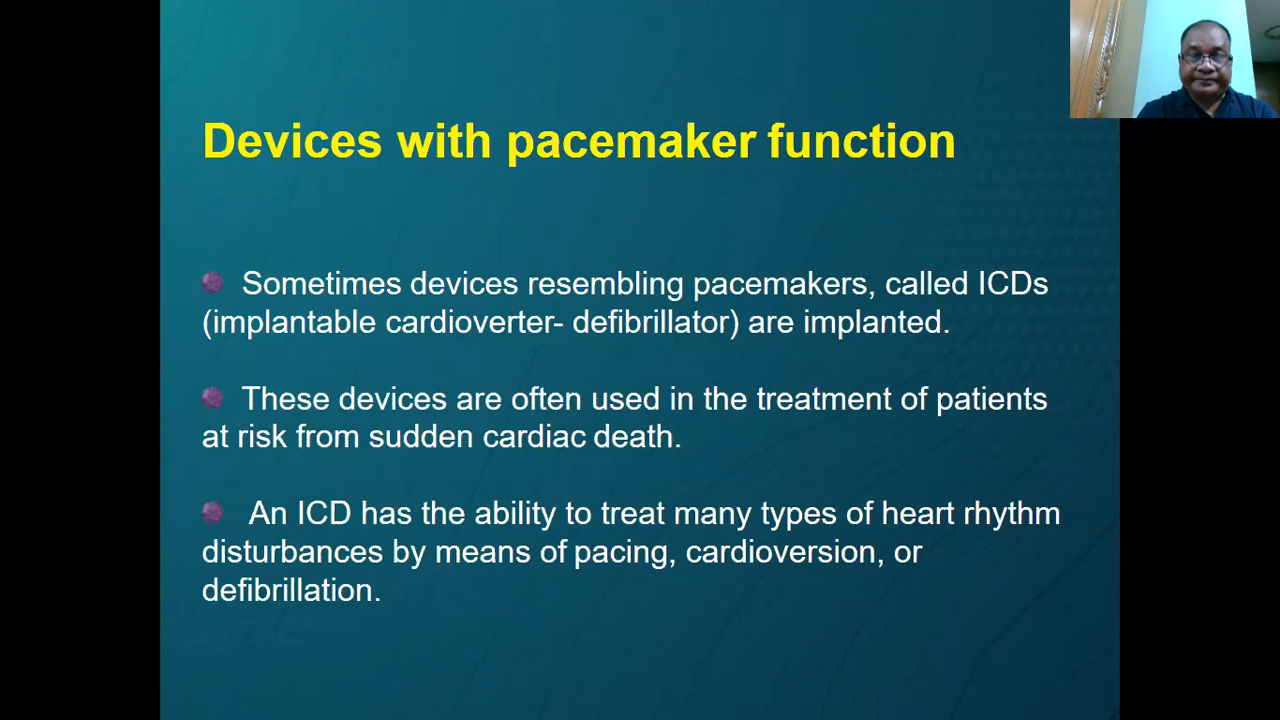 Devices with pacemaker function
Sometimes devices resembling pacemakers, called ICDs
(implantable cardioverter- defibrillator) are implanted.
These devices are often used in the treatment of patients
at risk from sudden cardiac death.
An ICD has the ability to treat many types of heart rhythm
disturbances by means of pacing, cardioversion, or
defibrillation.